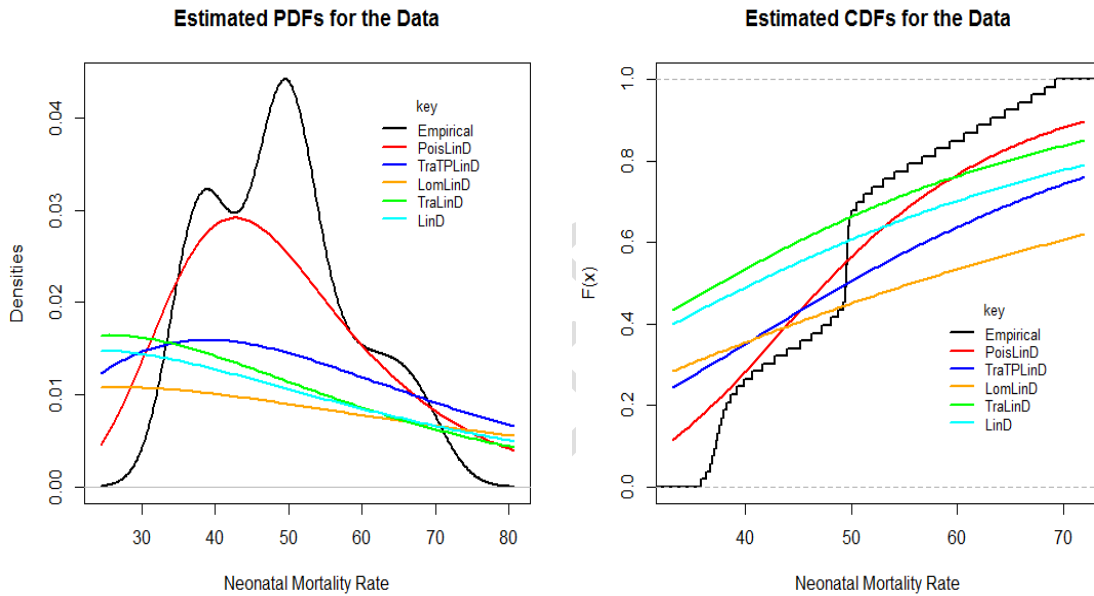 Estimated PDFs for the Data
Densities
0.00
0.01
0.02
0.03
0.04
30
40
50
60
70
80
Neonatal Mortality Rate
key
Empirical
PoisLinD
TraTPLinD
LomLinD
TraLinD
LinD
Estimated CDFs for the Data
F(x)
0.0
0.2
0.4
0.6
0.8
1.0
40
50
60
70
Neonatal Mortality Rate
key
Empirical
PoisLinD
TraTPLinD
LomLinD
TraLinD
LinD